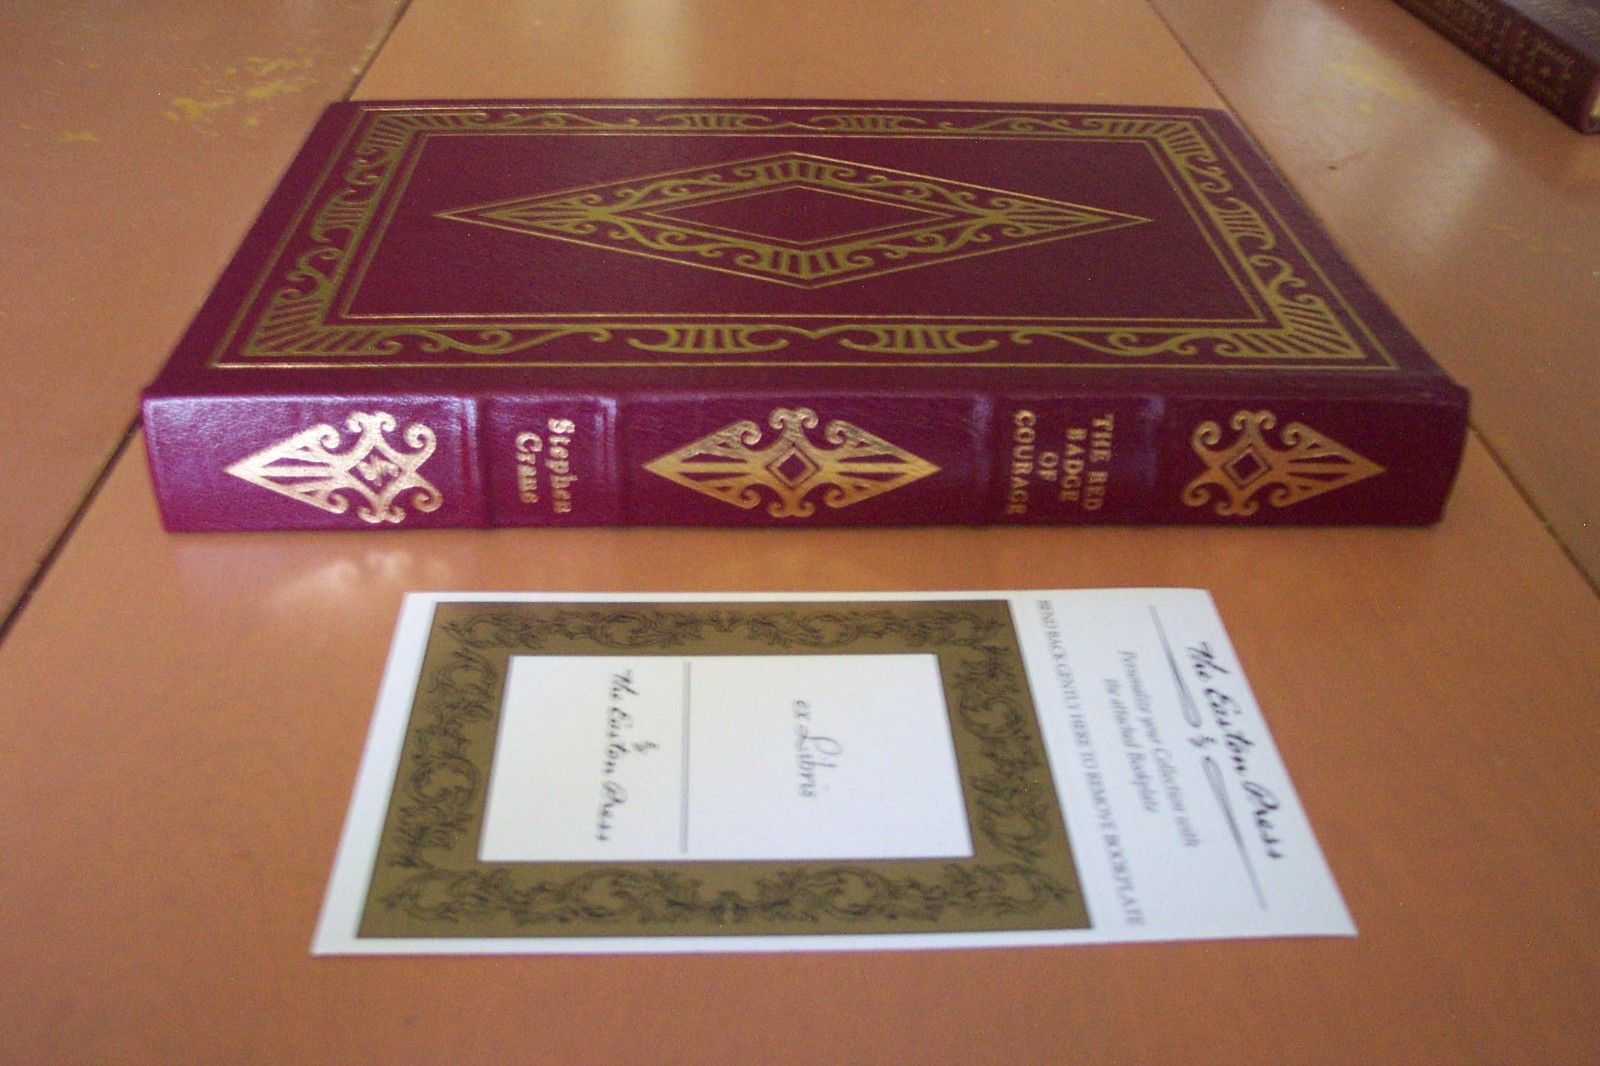 THE RED
BADGE
OF
COURAGE
Stephen
Crane
The Easton Press
Personalize your Collection with
the attached Bookplate
BEND BACK GENTLY HERE TO REMOVE BOOKPLATE
ex Libris
The Easton Press